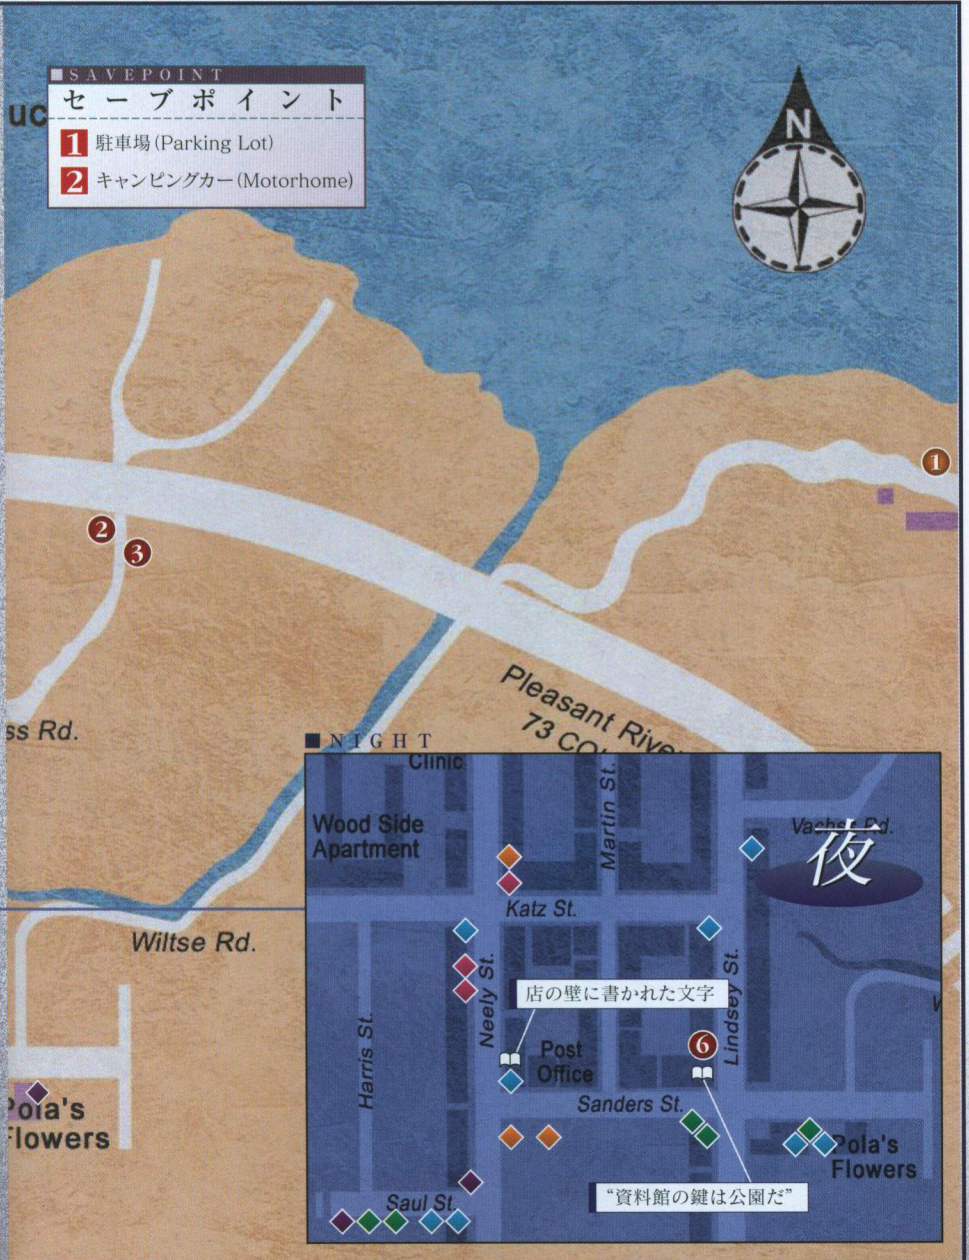 SAVEPOINT
uc
セーブポイント
1 駐車場(Parking Lot)
2 キャンピングカー(Motorhome)
N
1
2
3
Pleasant River
73 CO
ss Rd.
NIGHT
Clinic
Wood Side
Apartment
Martin St.
Vachss Rd.
夜
Katz St.
Wiltse Rd.
Neely St.
Lindsey St.
店の壁に書かれた文字
Harris St.
6
Post
Office
Sanders St.
Pola's
Flowers
Pola's
Flowers
“資料館の鍵は公園だ”
Saul St.